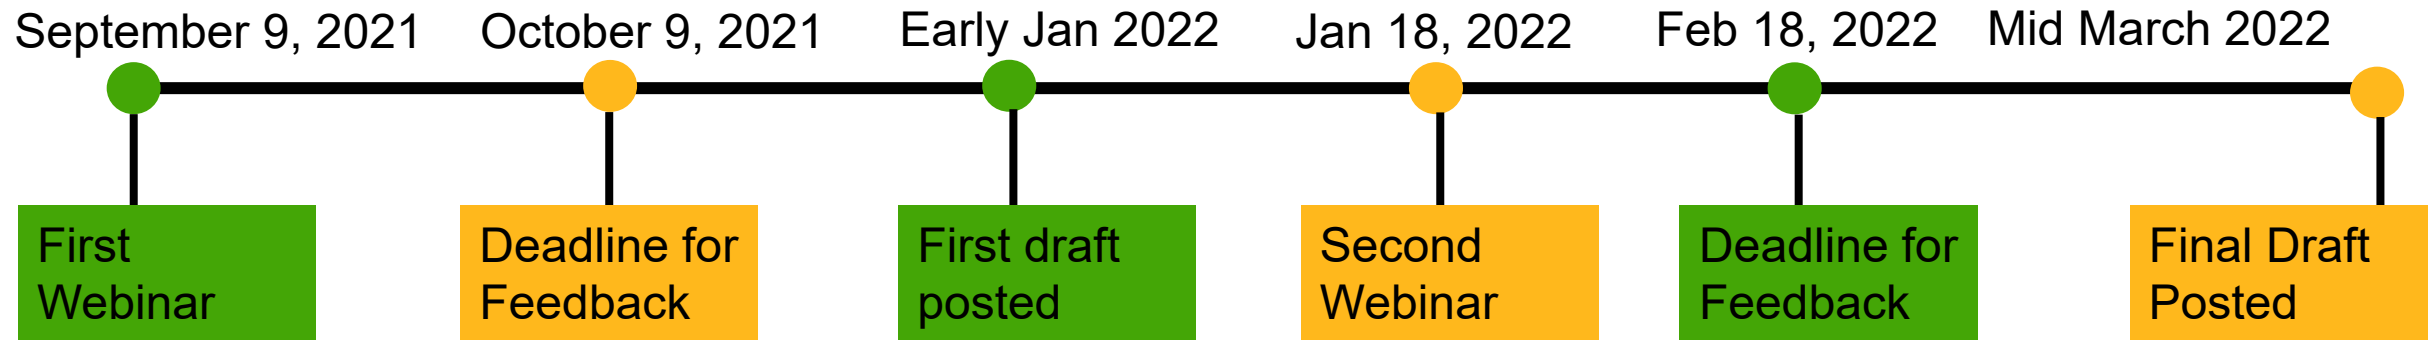 September 9, 2021
October 9, 2021
Early Jan 2022
Jan 18, 2022
Feb 18, 2022
Mid March 2022
First
Webinar
Deadline for
Feedback
First draft
posted
Second
Webinar
Deadline for
Feedback
Final Draft
Posted